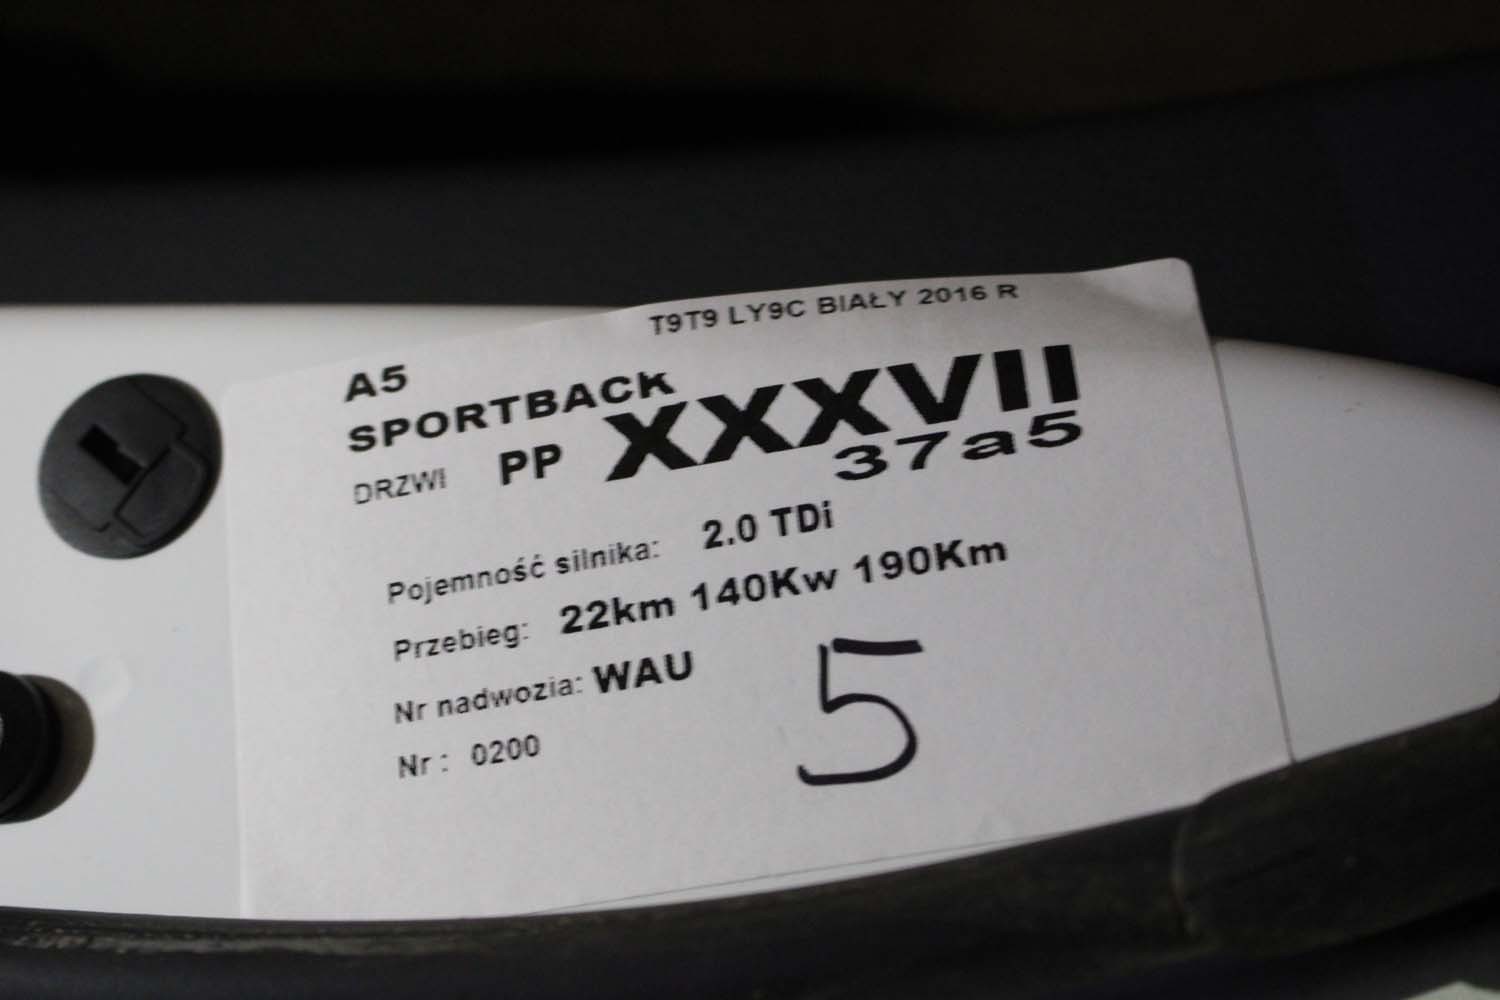 T9T9 LY9C BIAŁY 2016 R
A5
SPORTBACK
DRZWI PP XXXVII
37a5
Pojemność silnika: 2.0 TDi
Przebieg: 22km 140Kw 190Km
Nr nadwozia: WAU
Nr : 0200
5